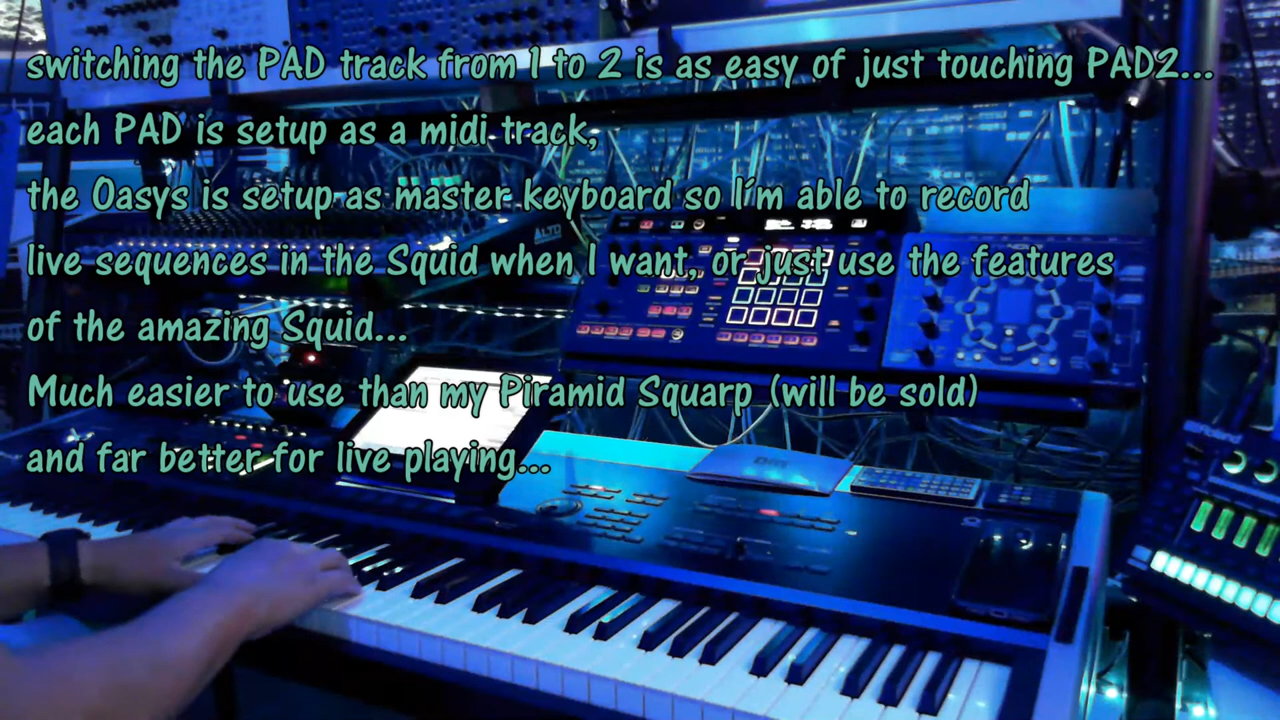 switching the PAD track from 1 to 2 is as easy of just touching PAD2...
each PAD is setup as a midi track,
the Oasys is setup as master keyboard so I´m able to record
live sequences in the Squid when I want, or just use the features
of the amazing Squid...
Much easier to use than my Piramid Squarp (will be sold)
and far better for live playing...
ALTO
Roland